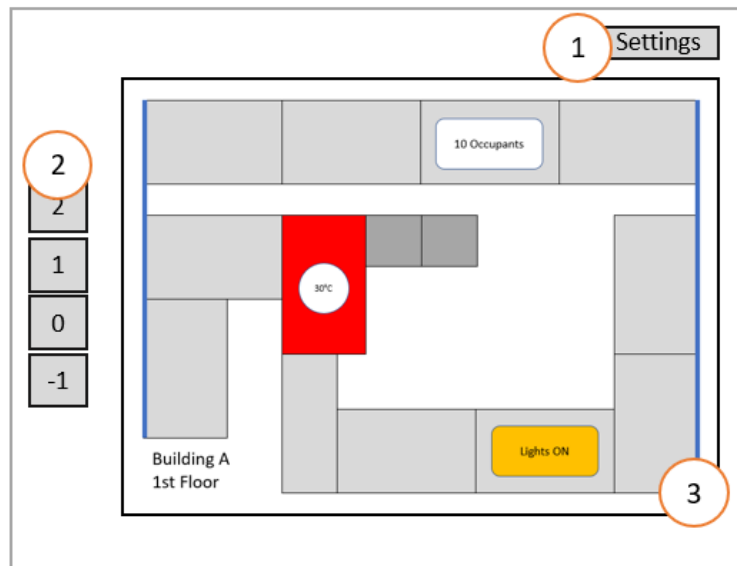 1
Settings
2
2
1
0
-1
10 Occupants
30°C
Lights ON
Building A
1st Floor
3